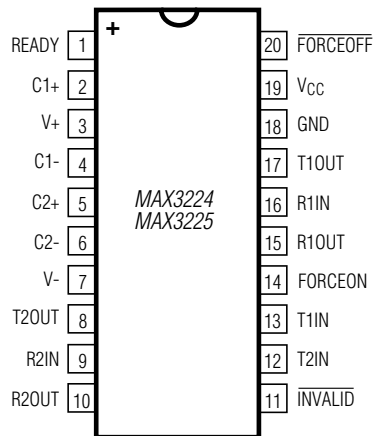 +
READY 1 20 F̅O̅R̅C̅E̅O̅F̅F̅
C1+ 2 19 VCC
V+ 3 18 GND
C1- 4 17 T1OUT
C2+ 5 MAX3224 16 R1IN
MAX3225
C2- 6 15 R1OUT
V- 7 14 FORCEON
T2OUT 8 13 T1IN
R2IN 9 12 T2IN
R2OUT 10 11 I̅N̅V̅A̅L̅I̅D̅